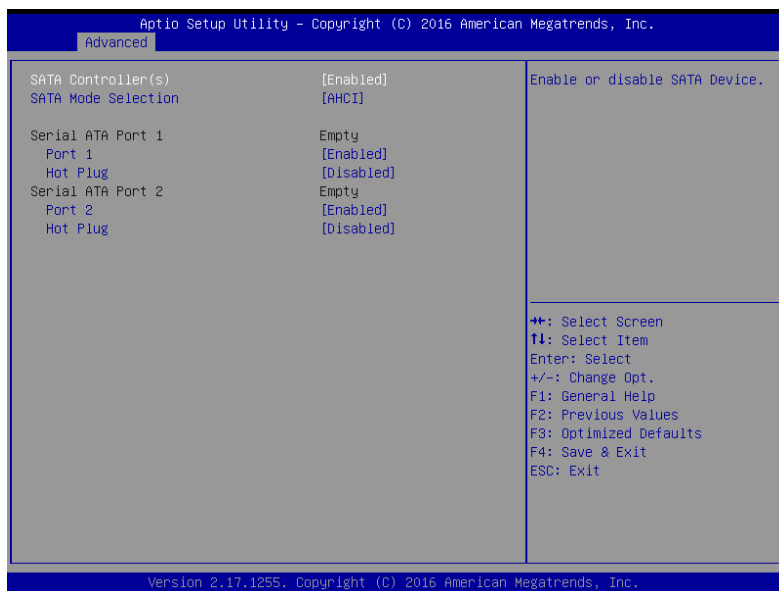 Aptio Setup Utility – Copyright (C) 2016 American Megatrends, Inc.
Advanced
SATA Controller(s) [Enabled]
SATA Mode Selection [AHCI]
Serial ATA Port 1 Empty
Port 1 [Enabled]
Hot Plug [Disabled]
Serial ATA Port 2 Empty
Port 2 [Enabled]
Hot Plug [Disabled]
Enable or disable SATA Device.
→←: Select Screen
↑↓: Select Item
Enter: Select
+/-: Change Opt.
F1: General Help
F2: Previous Values
F3: Optimized Defaults
F4: Save & Exit
ESC: Exit
Version 2.17.1255. Copyright (C) 2016 American Megatrends, Inc.